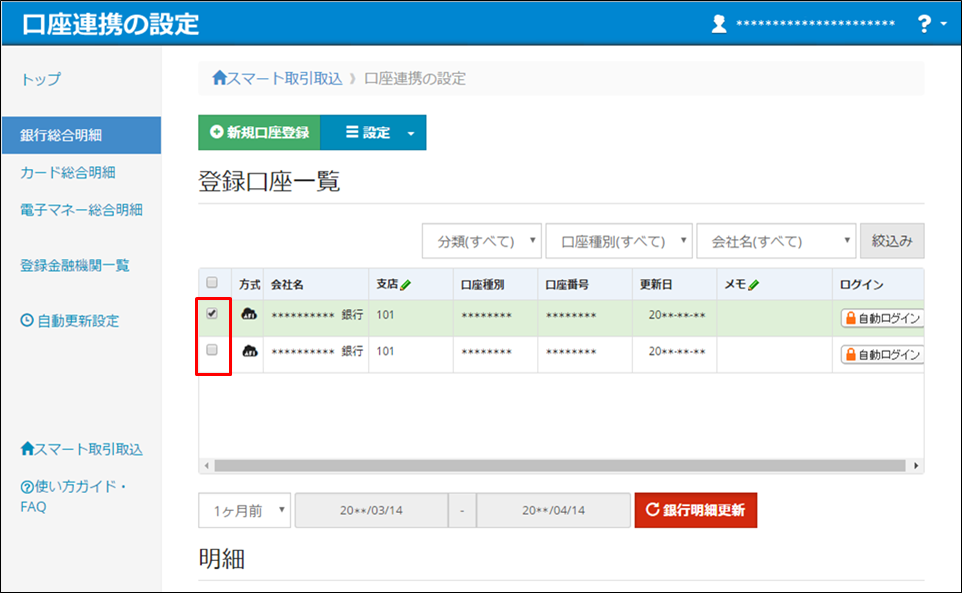 口座連携の設定
**********************
?
トップ
銀行総合明細
カード総合明細
電子マネー総合明細
登録金融機関一覧
自動更新設定
スマート取引取込
使い方ガイド・
FAQ
スマート取引取込 》 口座連携の設定
新規口座登録 設定
登録口座一覧
分類(すべて) 口座種別(すべて) 会社名(すべて) 絞込み
方式 会社名 支店 口座種別 口座番号 更新日 メモ ログイン
API ********** 銀行 101 ******** ******** 20**-**-** 自動ログイン
API ********** 銀行 101 ******** ******** 20**-**-** 自動ログイン
1ヶ月前 20**/03/14 - 20**/04/14 銀行明細更新
明細